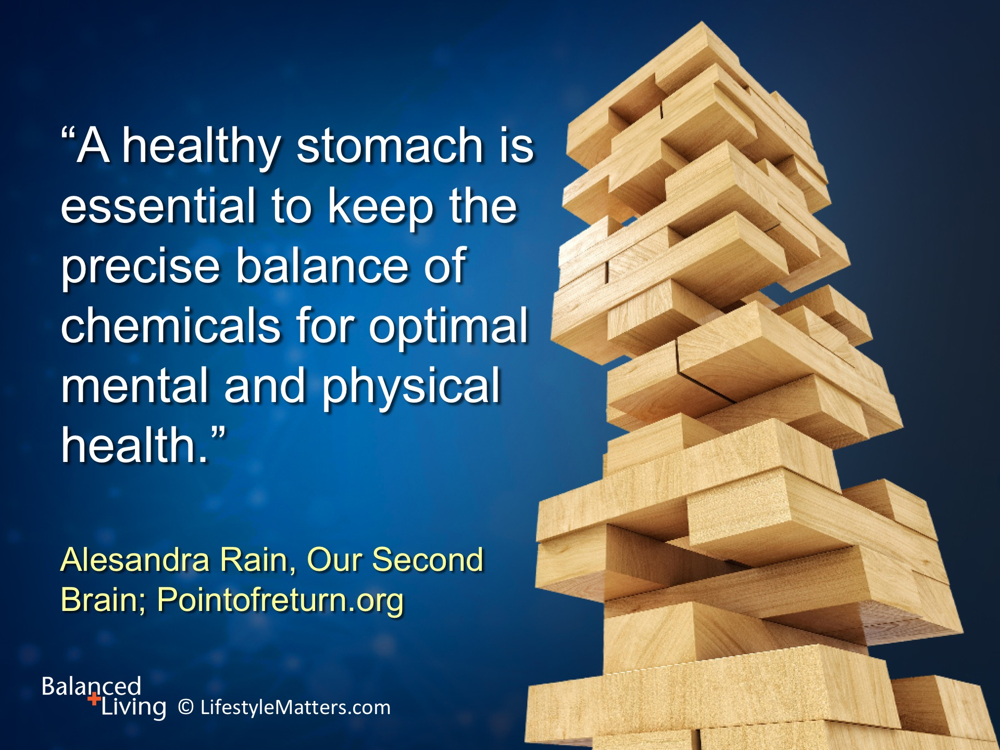 “A healthy stomach is
essential to keep the
precise balance of
chemicals for optimal
mental and physical
health.”
Alesandra Rain, Our Second
Brain; Pointofreturn.org
Balanced
Living © LifestyleMatters.com